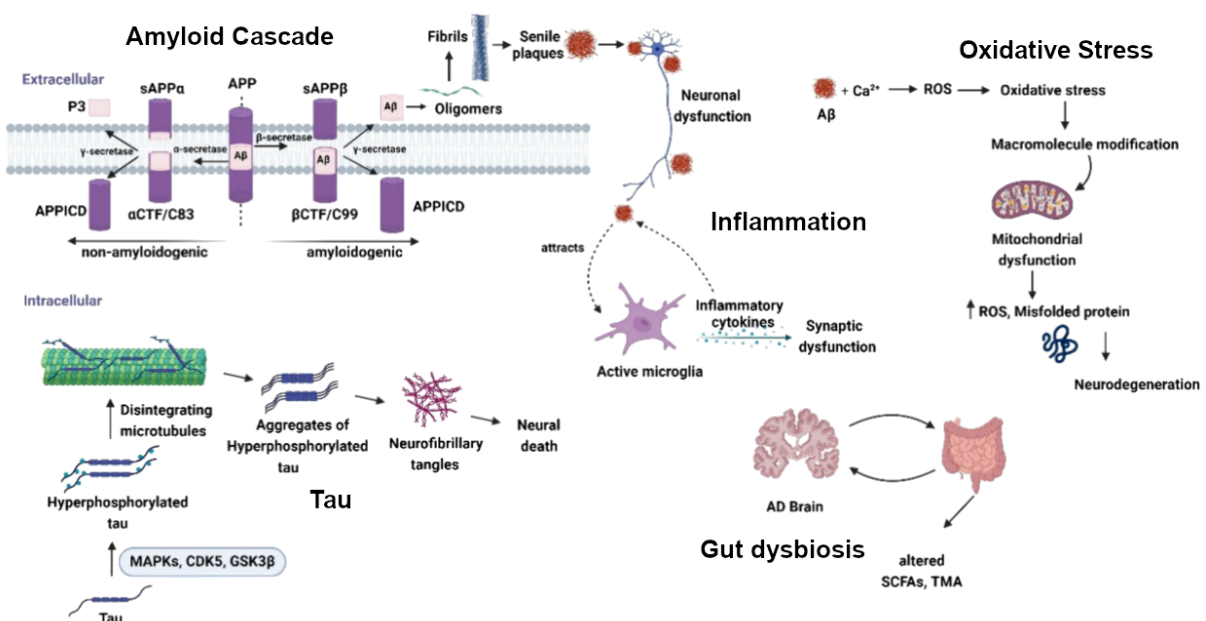 Amyloid Cascade
Extracellular
P3
sAPPα
APP
sAPPβ
Aβ
Oligomers
Fibrils
Senile
plaques
Neuronal
dysfunction
γ-secretase
α-secretase
Aβ
β-secretase
Aβ
γ-secretase
APPICD
αCTF/C83
βCTF/C99
APPICD
non-amyloidogenic
amyloidogenic
Inflammation
attracts
Active microglia
Inflammatory
cytokines
Synaptic
dysfunction
Oxidative Stress
Aβ
+ Ca²⁺
ROS
Oxidative stress
Macromolecule modification
Mitochondrial
dysfunction
ROS, Misfolded protein
Neurodegeneration
Intracellular
Disintegrating
microtubules
Hyperphosphorylated
tau
MAPKs, CDK5, GSK3β
Tau
Aggregates of
Hyperphosphorylated
tau
Neurofibrillary
tangles
Neural
death
Tau
AD Brain
Gut dysbiosis
altered
SCFAs, TMA